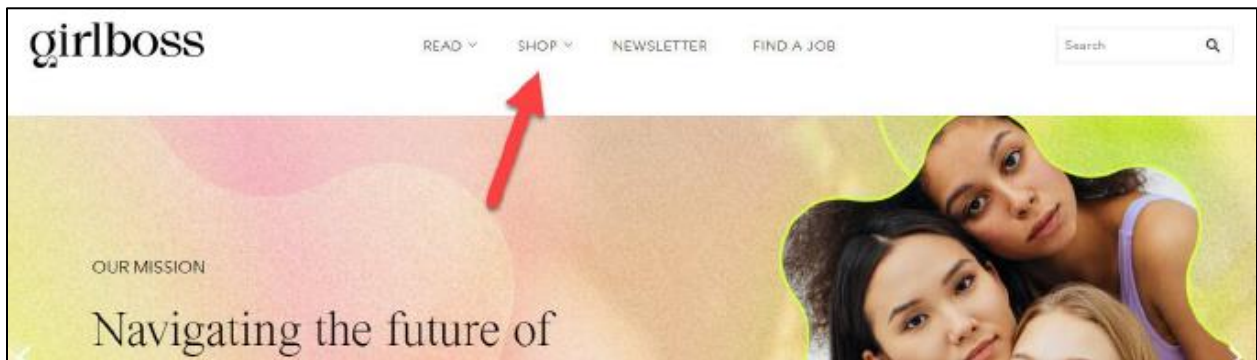 girlboss
READ SHOP NEWSLETTER FIND A JOB
Search
OUR MISSION
Navigating the future of